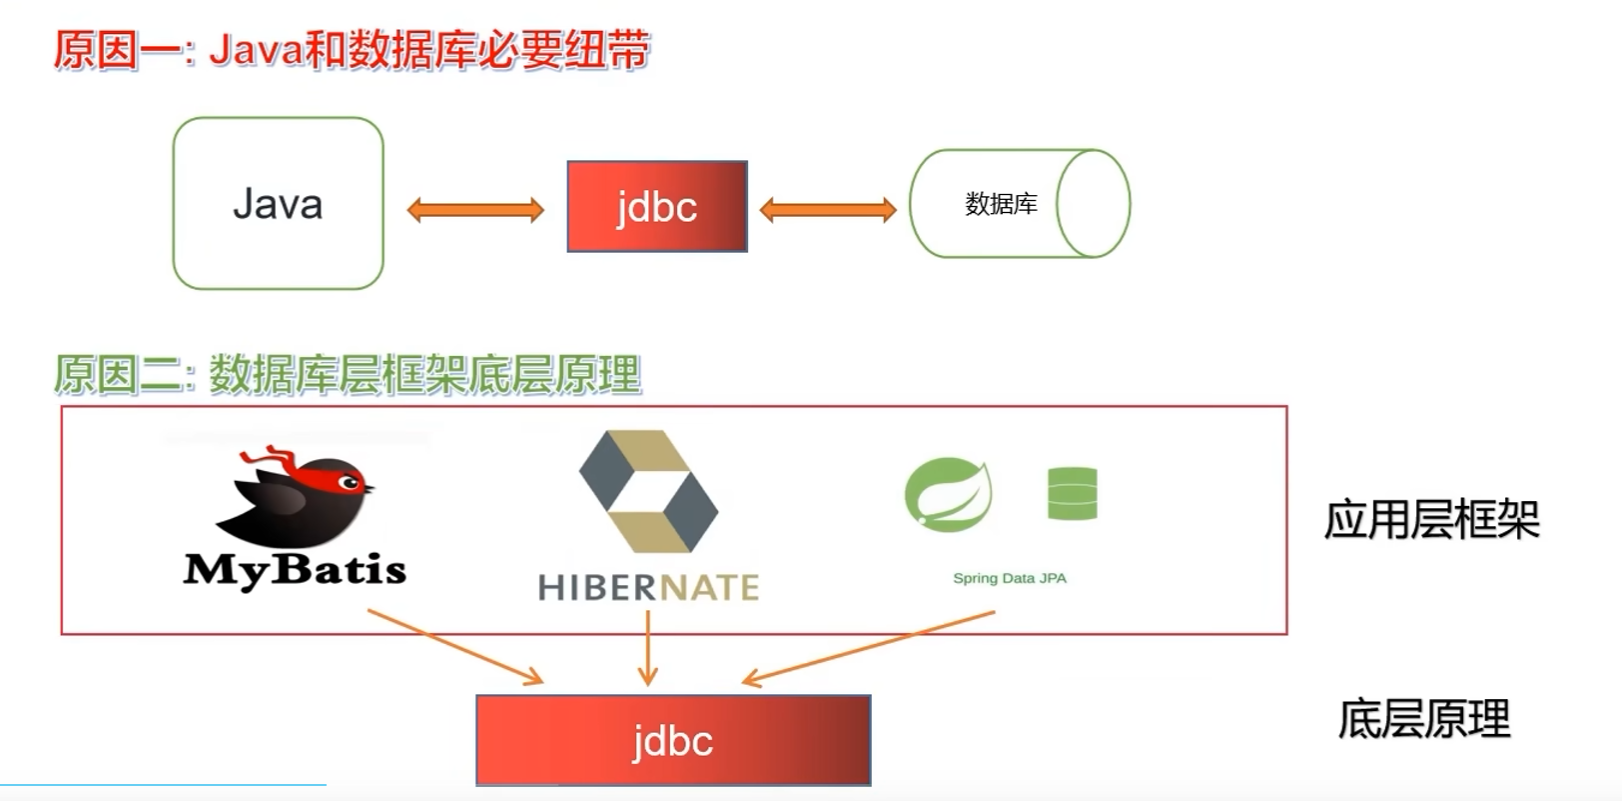 原因一: Java和数据库必要纽带
Java
jdbc
数据库
原因二: 数据库层框架底层原理
MyBatis
HIBERNATE
Spring Data JPA
应用层框架
jdbc
底层原理